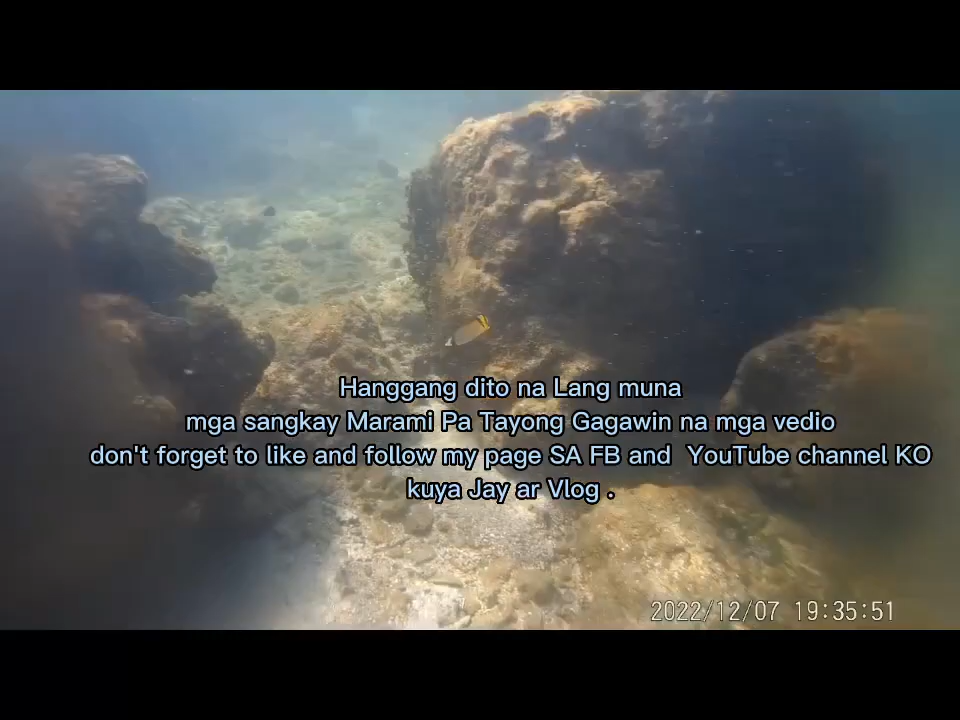 Hanggang dito na Lang muna
mga sangkay Marami Pa Tayong Gagawin na mga vedio
don't forget to like and follow my page SA FB and  YouTube channel KO
kuya Jay ar Vlog .
2022/12/07 19:35:51